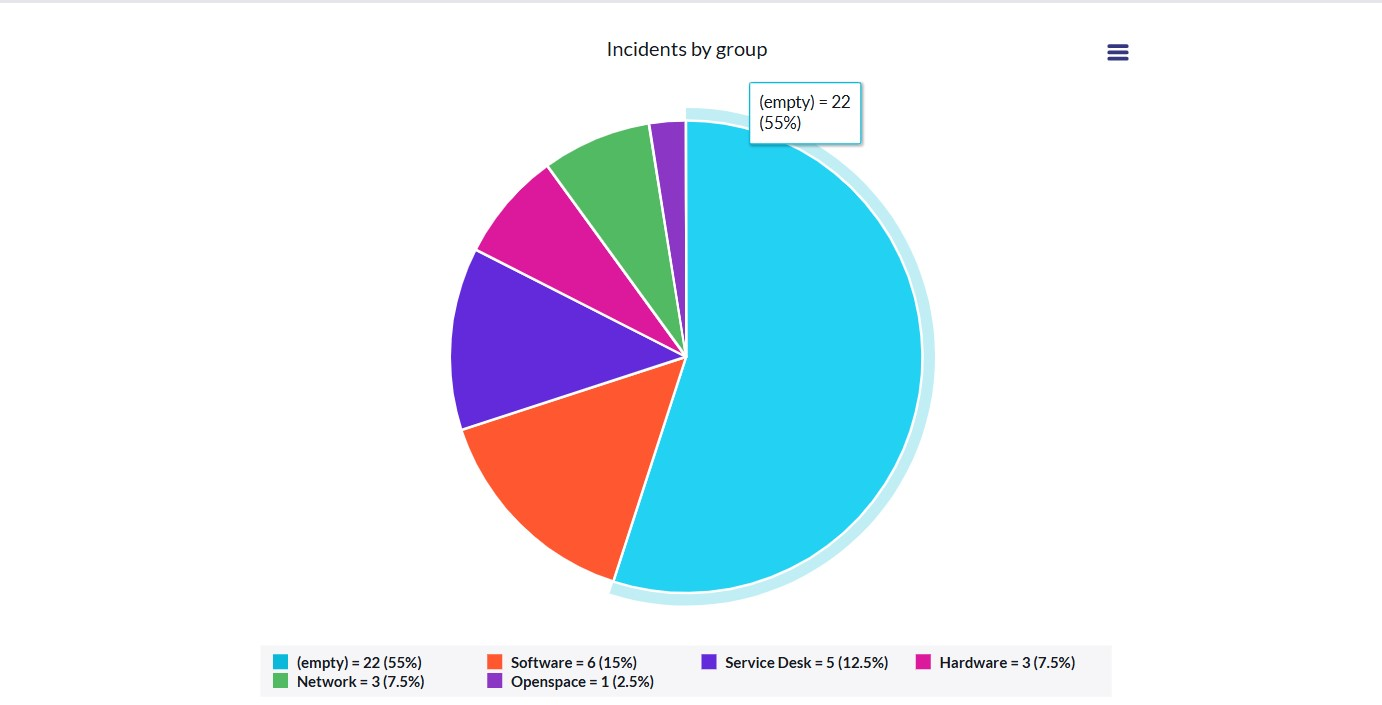 Incidents by group
(empty) = 22
(55%)
(empty) = 22 (55%)
Software = 6 (15%)
Service Desk = 5 (12.5%)
Hardware = 3 (7.5%)
Network = 3 (7.5%)
Openspace = 1 (2.5%)